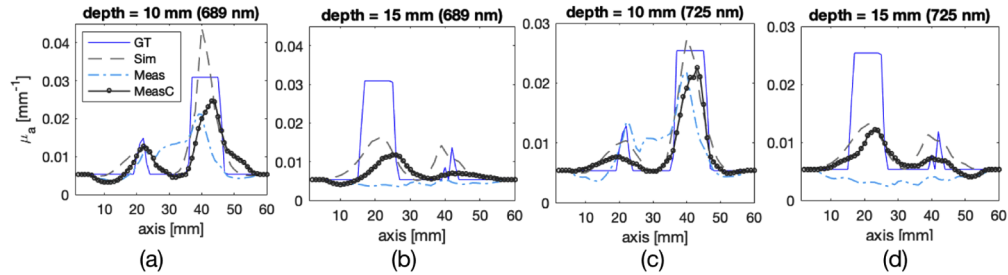 depth = 10 mm (689 nm)
μa [mm-1]
0.04
0.03
0.02
0.01
0
GT
Sim
Meas
MeasC
10 20 30 40 50 60
axis [mm]
(a)
depth = 15 mm (689 nm)
0.04
0.03
0.02
0.01
0
10 20 30 40 50 60
axis [mm]
(b)
depth = 10 mm (725 nm)
0.03
0.02
0.01
0
10 20 30 40 50 60
axis [mm]
(c)
depth = 15 mm (725 nm)
0.03
0.02
0.01
0
10 20 30 40 50 60
axis [mm]
(d)